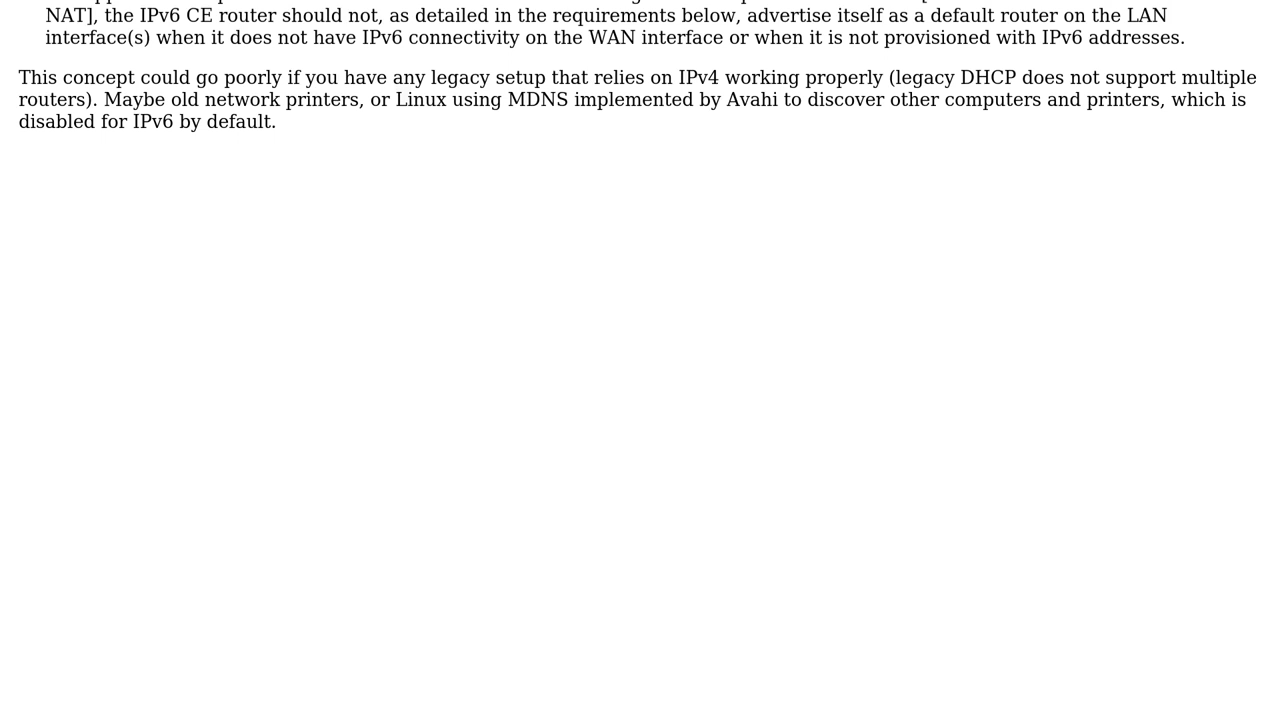 NAT], the IPv6 CE router should not, as detailed in the requirements below, advertise itself as a default router on the LAN
interface(s) when it does not have IPv6 connectivity on the WAN interface or when it is not provisioned with IPv6 addresses.
This concept could go poorly if you have any legacy setup that relies on IPv4 working properly (legacy DHCP does not support multiple
routers). Maybe old network printers, or Linux using MDNS implemented by Avahi to discover other computers and printers, which is
disabled for IPv6 by default.